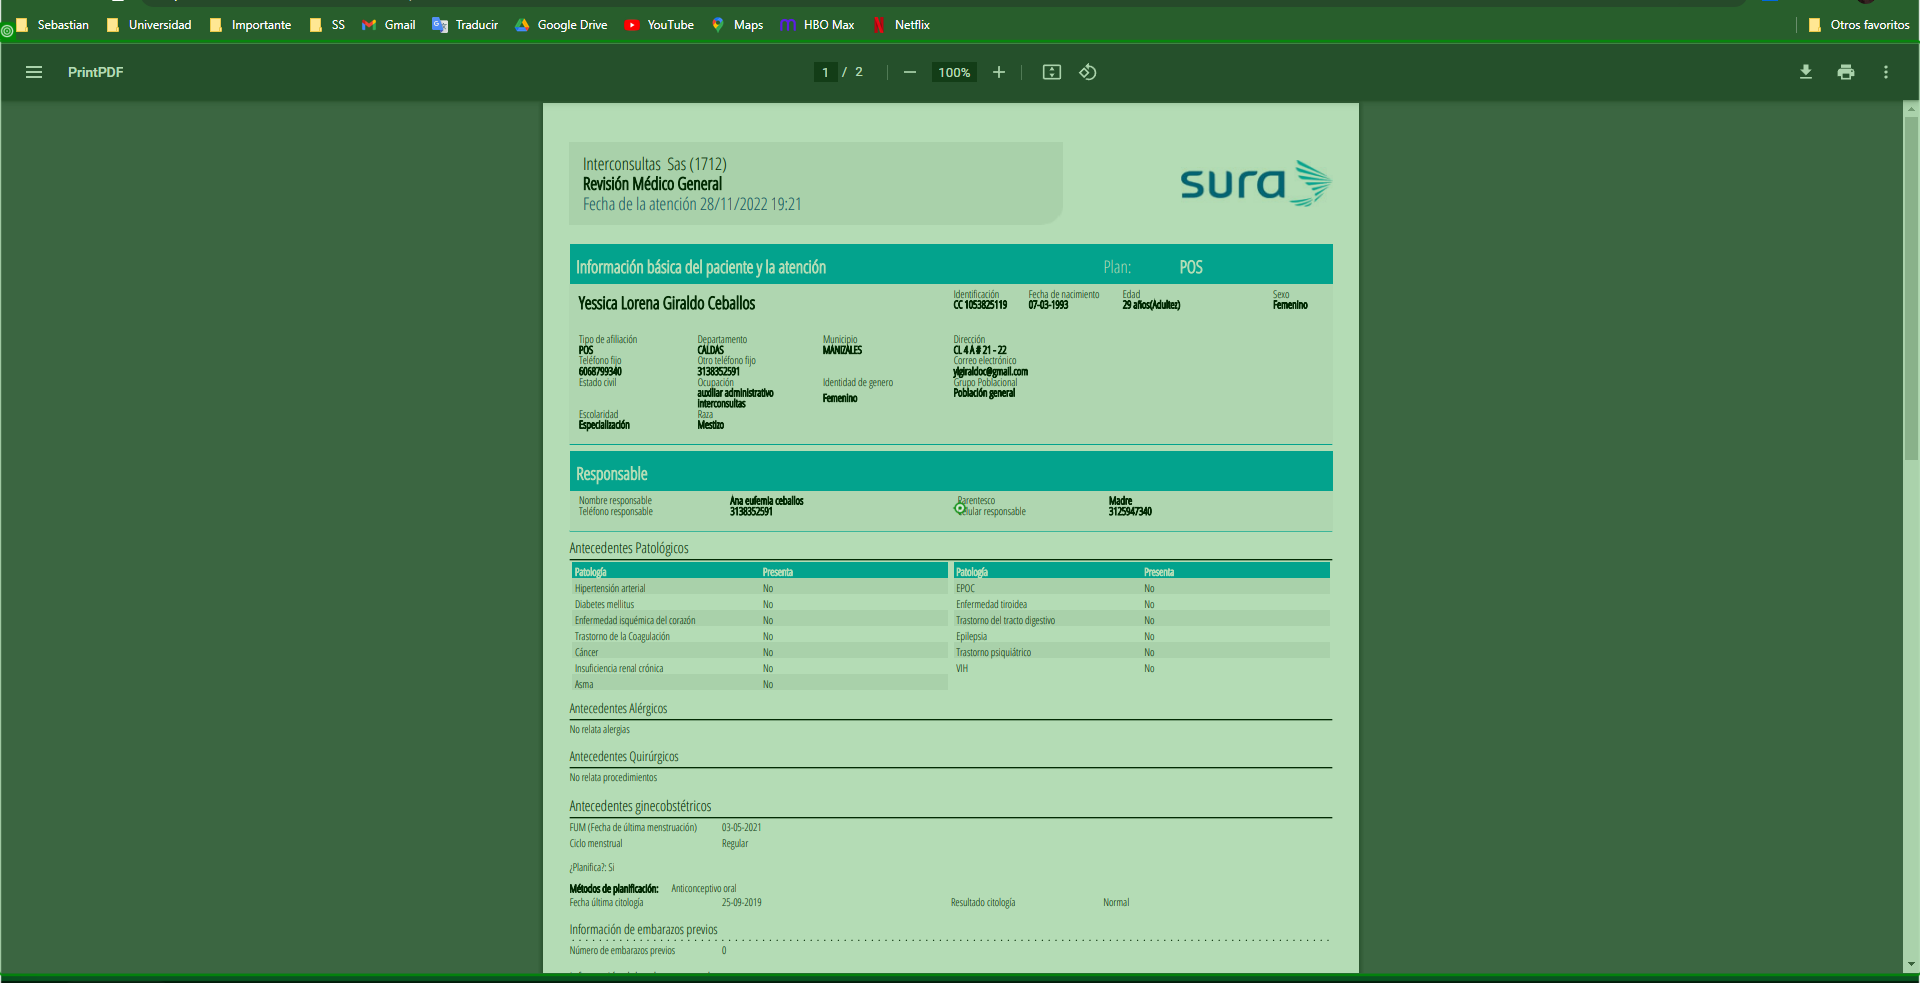 Sebastian Universidad Importante SS Gmail Traducir Google Drive YouTube Maps HBO Max Netflix Otros favoritos
PrintPDF 1 / 2 100%
Interconsultas Sas (1712)
Revisión Médico General
Fecha de la atención 28/11/2022 19:21
sura
Información básica del paciente y la atención Plan: POS
Yessica Lorena Giraldo Ceballos
Identificación Fecha de nacimiento Edad Sexo
CC 1053825119 07-03-1993 29 años(Adultez) Femenino
Tipo de afiliación Departamento Municipio Dirección
POS CALDAS MANIZALES CL 4 A # 21 - 22
Teléfono fijo Otro teléfono fijo Correo electrónico
6068799340 3138352591 ylgiraldoc@gmail.com
Estado civil Ocupación Identidad de genero Grupo Poblacional
auxiliar administrativo Población general
interconsultas Femenino
Escolaridad Raza
Especialización Mestizo
Responsable
Nombre responsable Ana eufemia ceballos Parentesco Madre
Teléfono responsable 3138352591 Celular responsable 3125947340
Antecedentes Patológicos
Patología Presenta Patología Presenta
Hipertensión arterial No EPOC No
Diabetes mellitus No Enfermedad tiroidea No
Enfermedad isquémica del corazón No Trastorno del tracto digestivo No
Trastorno de la Coagulación No Epilepsia No
Cáncer No Trastorno psiquiátrico No
Insuficiencia renal crónica No VIH No
Asma No
Antecedentes Alérgicos
No relata alergias
Antecedentes Quirúrgicos
No relata procedimientos
Antecedentes ginecobstétricos
FUM (Fecha de última menstruación) 03-05-2021
Ciclo menstrual Regular
¿Planifica?: Si
Métodos de planificación: Anticonceptivo oral
Fecha última citología 25-09-2019 Resultado citología Normal
Información de embarazos previos
Número de embarazos previos 0